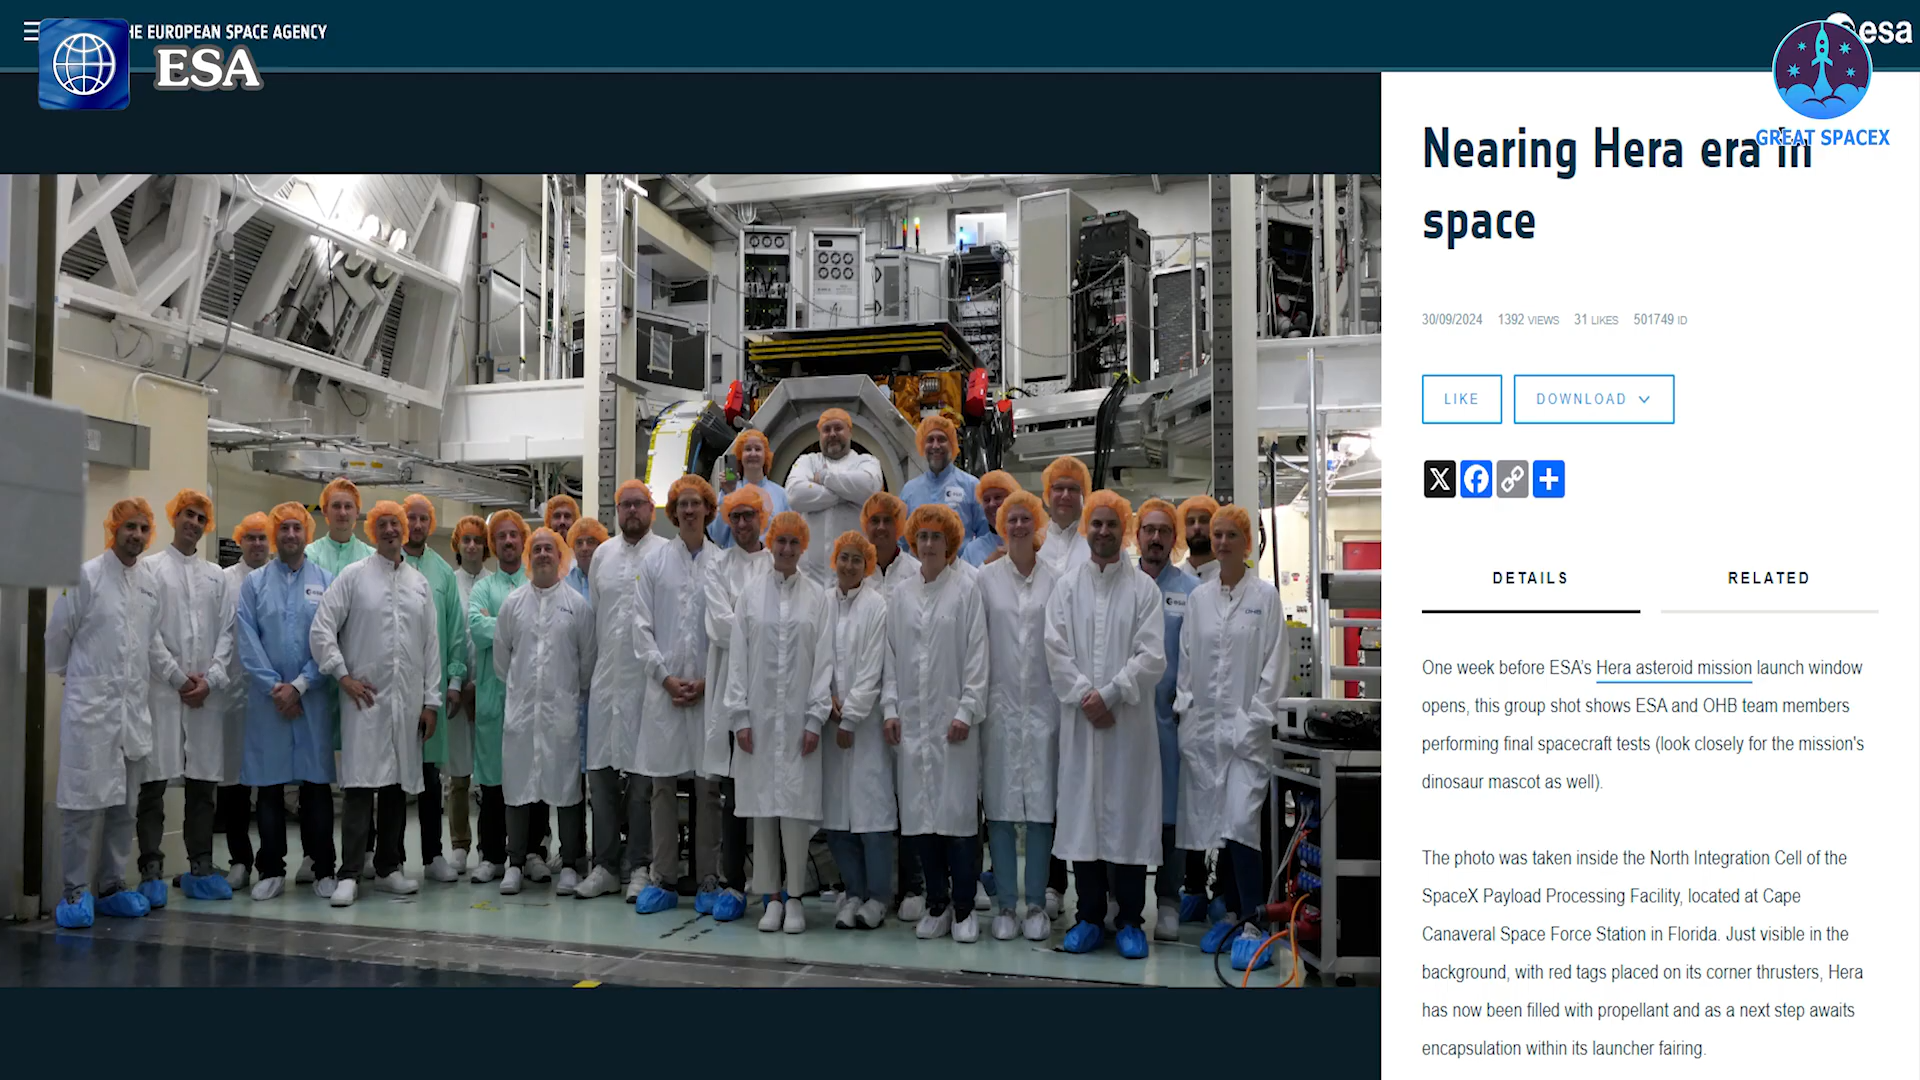 THE EUROPEAN SPACE AGENCY
ESA
esa
GREAT SPACEX
Nearing Hera era in
space
30/09/2024 1392 VIEWS 31 LIKES 501749 ID
LIKE DOWNLOAD
DETAILS RELATED
One week before ESA's Hera asteroid mission launch window
opens, this group shot shows ESA and OHB team members
performing final spacecraft tests (look closely for the mission's
dinosaur mascot as well).
The photo was taken inside the North Integration Cell of the
SpaceX Payload Processing Facility, located at Cape
Canaveral Space Force Station in Florida. Just visible in the
background, with red tags placed on its corner thrusters, Hera
has now been filled with propellant and as a next step awaits
encapsulation within its launcher fairing.
esa
esa
OHB
OHB